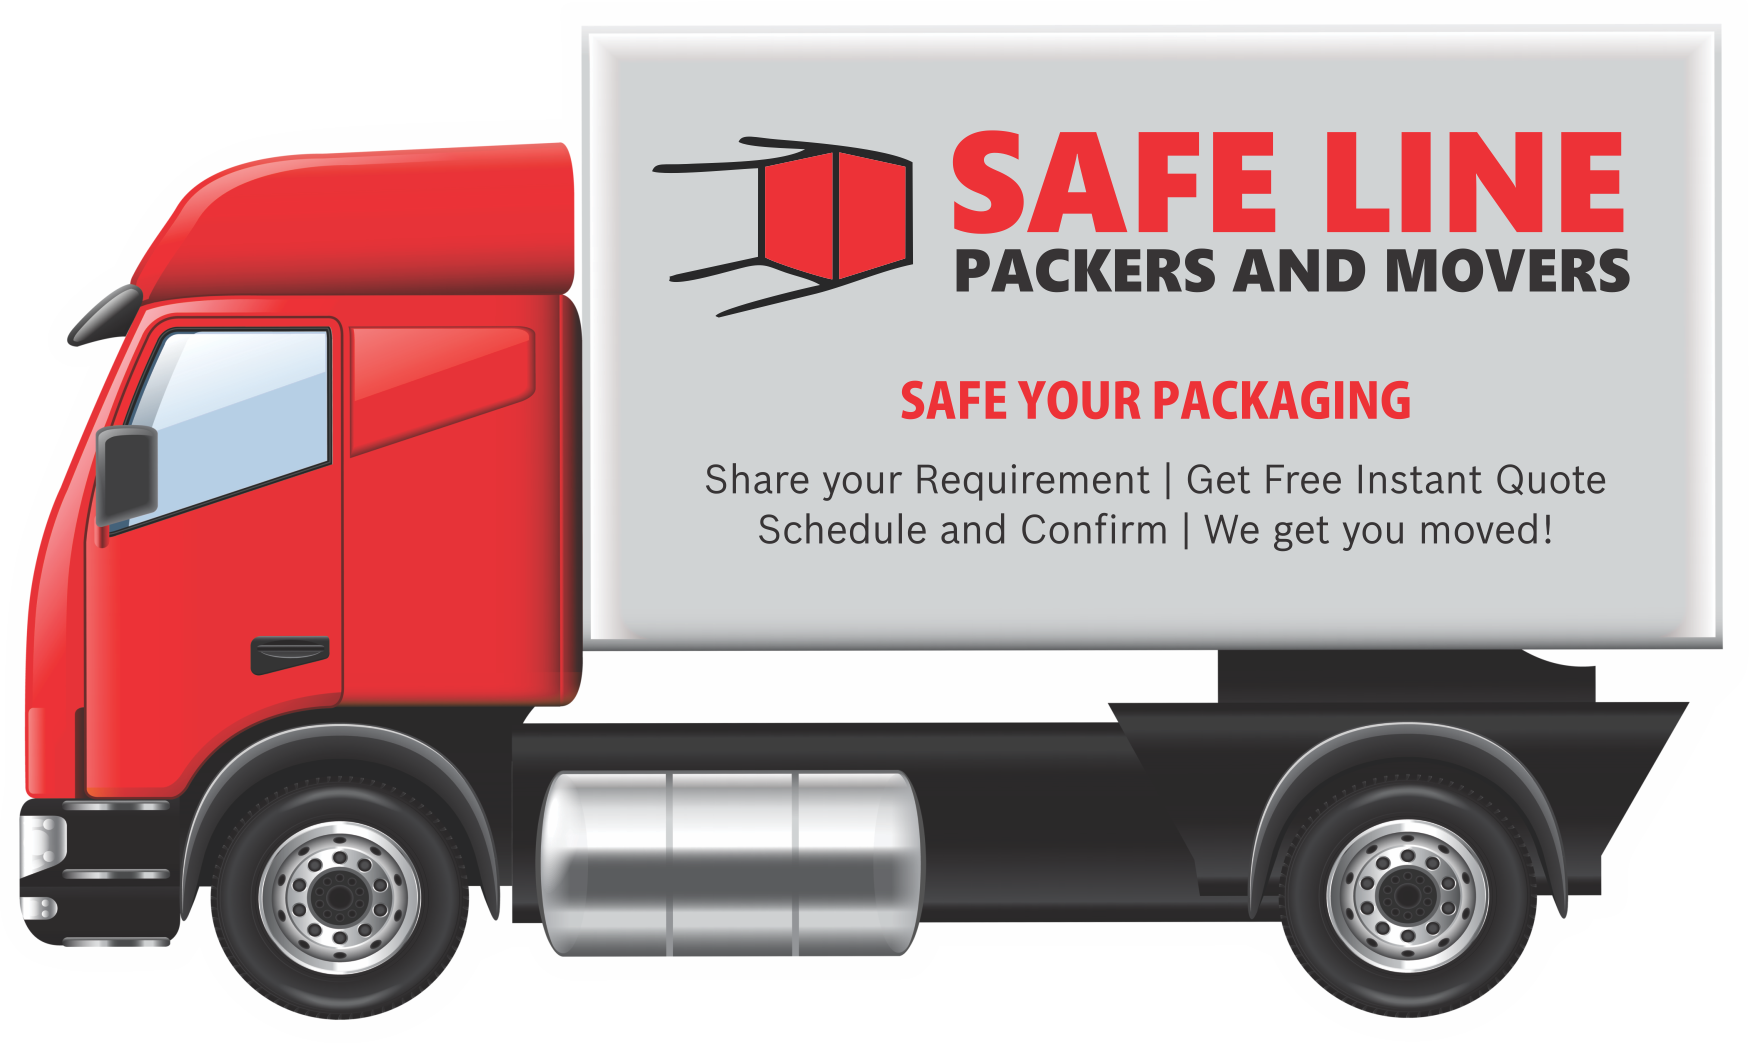 SAFE LINE
PACKERS AND MOVERS
SAFE YOUR PACKAGING
Share your Requirement | Get Free Instant Quote
Schedule and Confirm | We get you moved!